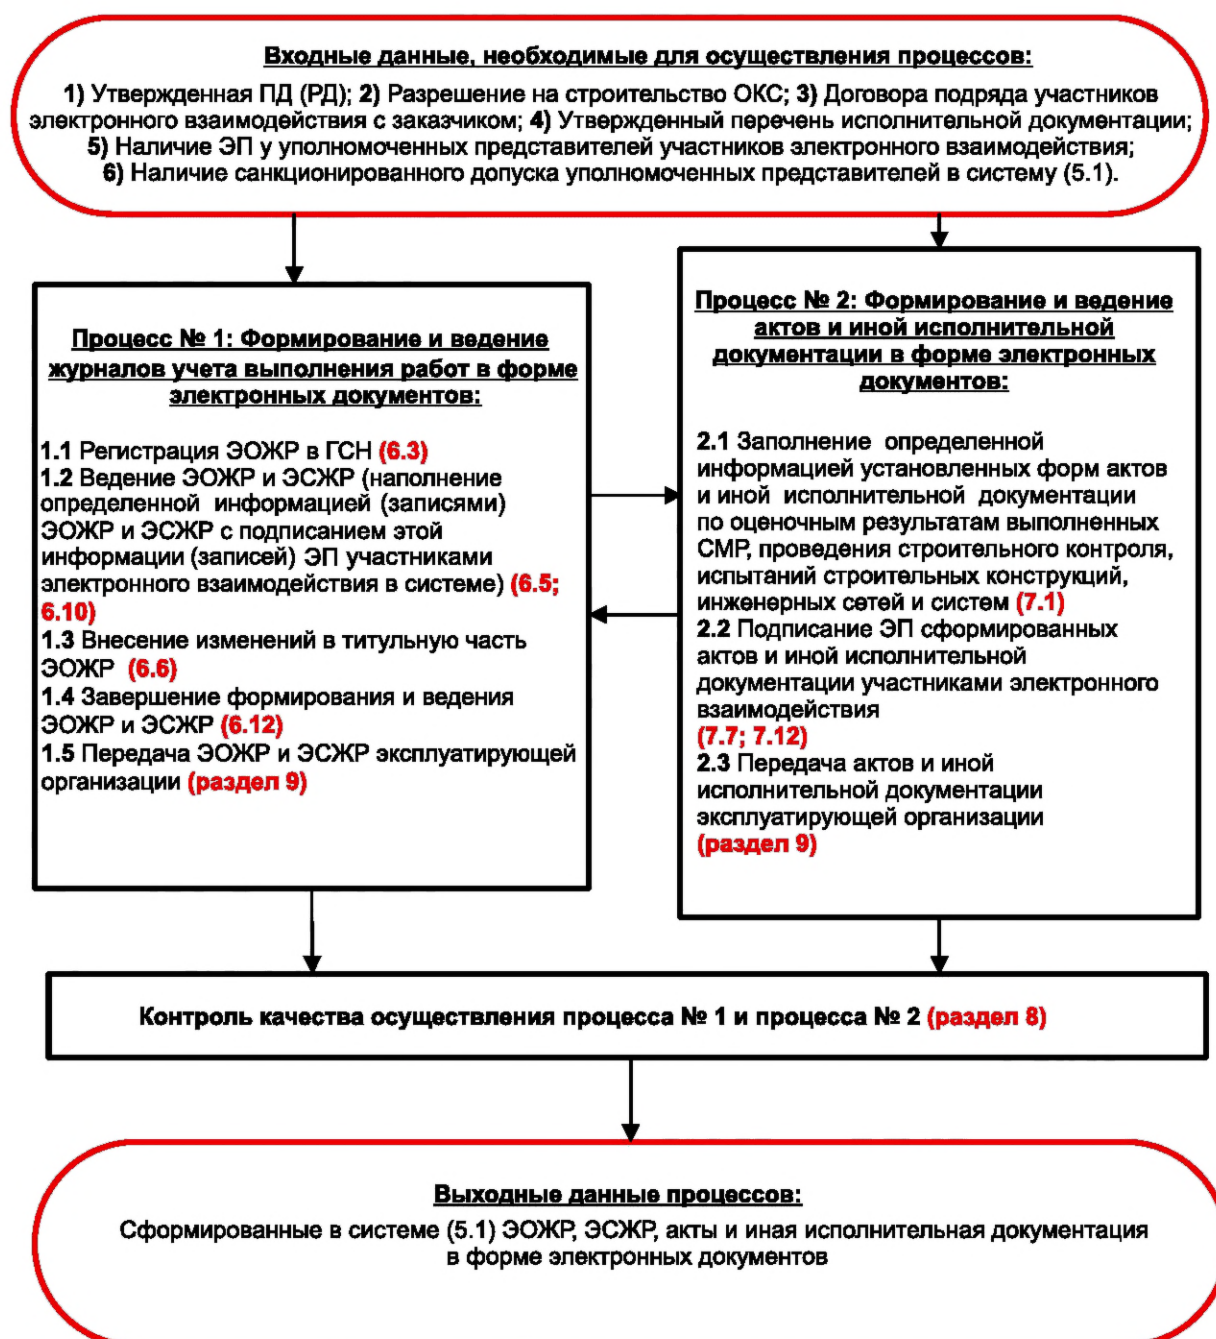 Входные данные, необходимые для осуществления процессов:
1) Утвержденная ПД (РД); 2) Разрешение на строительство ОКС; 3) Договора подряда участников
электронного взаимодействия с заказчиком; 4) Утвержденный перечень исполнительной документации;
5) Наличие ЭП у уполномоченных представителей участников электронного взаимодействия;
6) Наличие санкционированного допуска уполномоченных представителей в систему (5.1).
Процесс № 1: Формирование и ведение
журналов учета выполнения работ в форме
электронных документов:
1.1 Регистрация ЭОЖР в ГСН (6.3)
1.2 Ведение ЭОЖР и ЭСЖР (наполнение
определенной информацией (записями)
ЭОЖР и ЭСЖР с подписанием этой
информации (записей) ЭП участниками
электронного взаимодействия в системе) (6.5;
6.10)
1.3 Внесение изменений в титульную часть
ЭОЖР (6.6)
1.4 Завершение формирования и ведения
ЭОЖР и ЭСЖР (6.12)
1.5 Передача ЭОЖР и ЭСЖР эксплуатирующей
организации (раздел 9)
Процесс № 2: Формирование и ведение
актов и иной исполнительной
документации в форме электронных
документов:
2.1 Заполнение определенной
информацией установленных форм актов
и иной исполнительной документации
по оценочным результатам выполненных
СМР, проведения строительного контроля,
испытаний строительных конструкций,
инженерных сетей и систем (7.1)
2.2 Подписание ЭП сформированных
актов и иной исполнительной
документации участниками электронного
взаимодействия
(7.7; 7.12)
2.3 Передача актов и иной
исполнительной документации
эксплуатирующей организации
(раздел 9)
Контроль качества осуществления процесса № 1 и процесса № 2 (раздел 8)
Выходные данные процессов:
Сформированные в системе (5.1) ЭОЖР, ЭСЖР, акты и иная исполнительная документация
в форме электронных документов